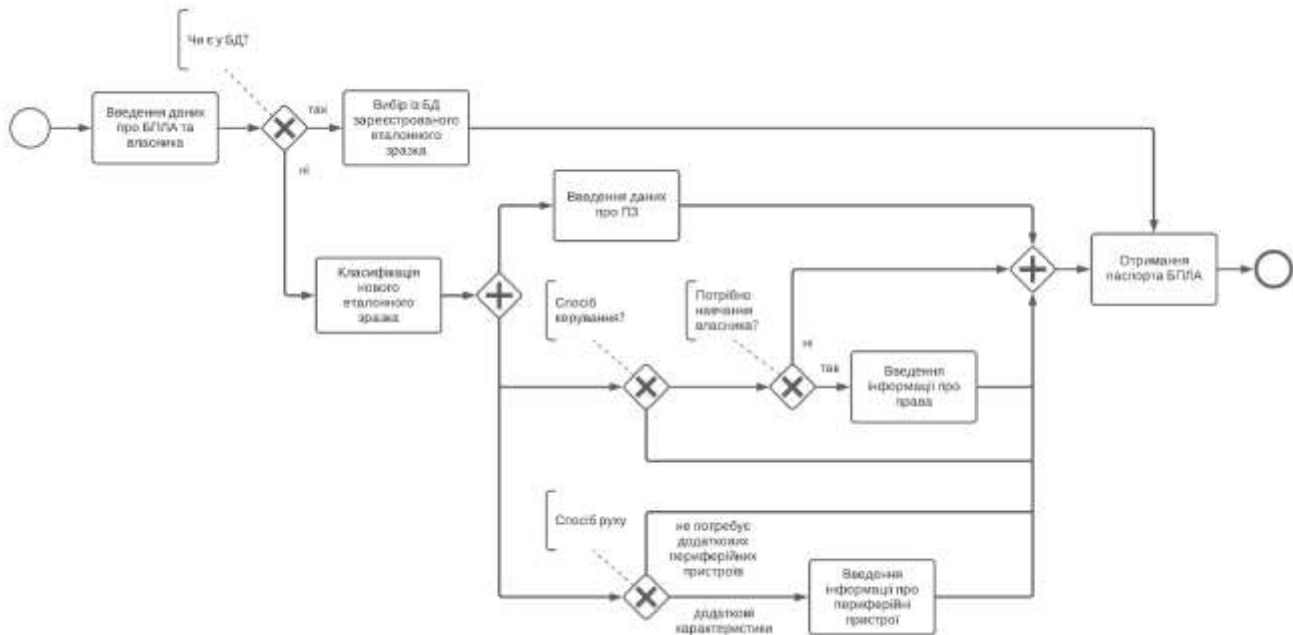 Чи є у БД?
Введення даних
про БПЛА та
власника
так
Вибір із БД
зареєстрованого
еталонного
зразка
ні
Введення даних
про ПЗ
Класифікація
нового
еталонного
зразка
Спосіб
керування?
Потрібно
навчання
власника?
Отримання
паспорта БПЛА
ні
так
Введення
інформації про
права
Спосіб руху
не потребує
додаткових
периферійних
пристроїв
Введення
інформації про
периферійні
пристрої
додаткові
характеристики